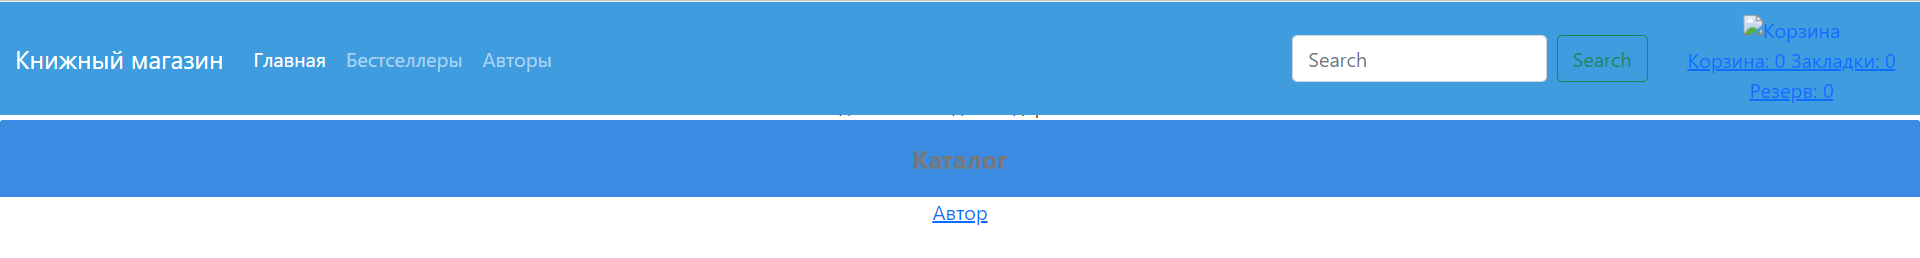 Книжный магазин Главная Бестселлеры Авторы Search Search Корзина
Корзина: 0 Закладки: 0
Резерв: 0
Каталог
Автор